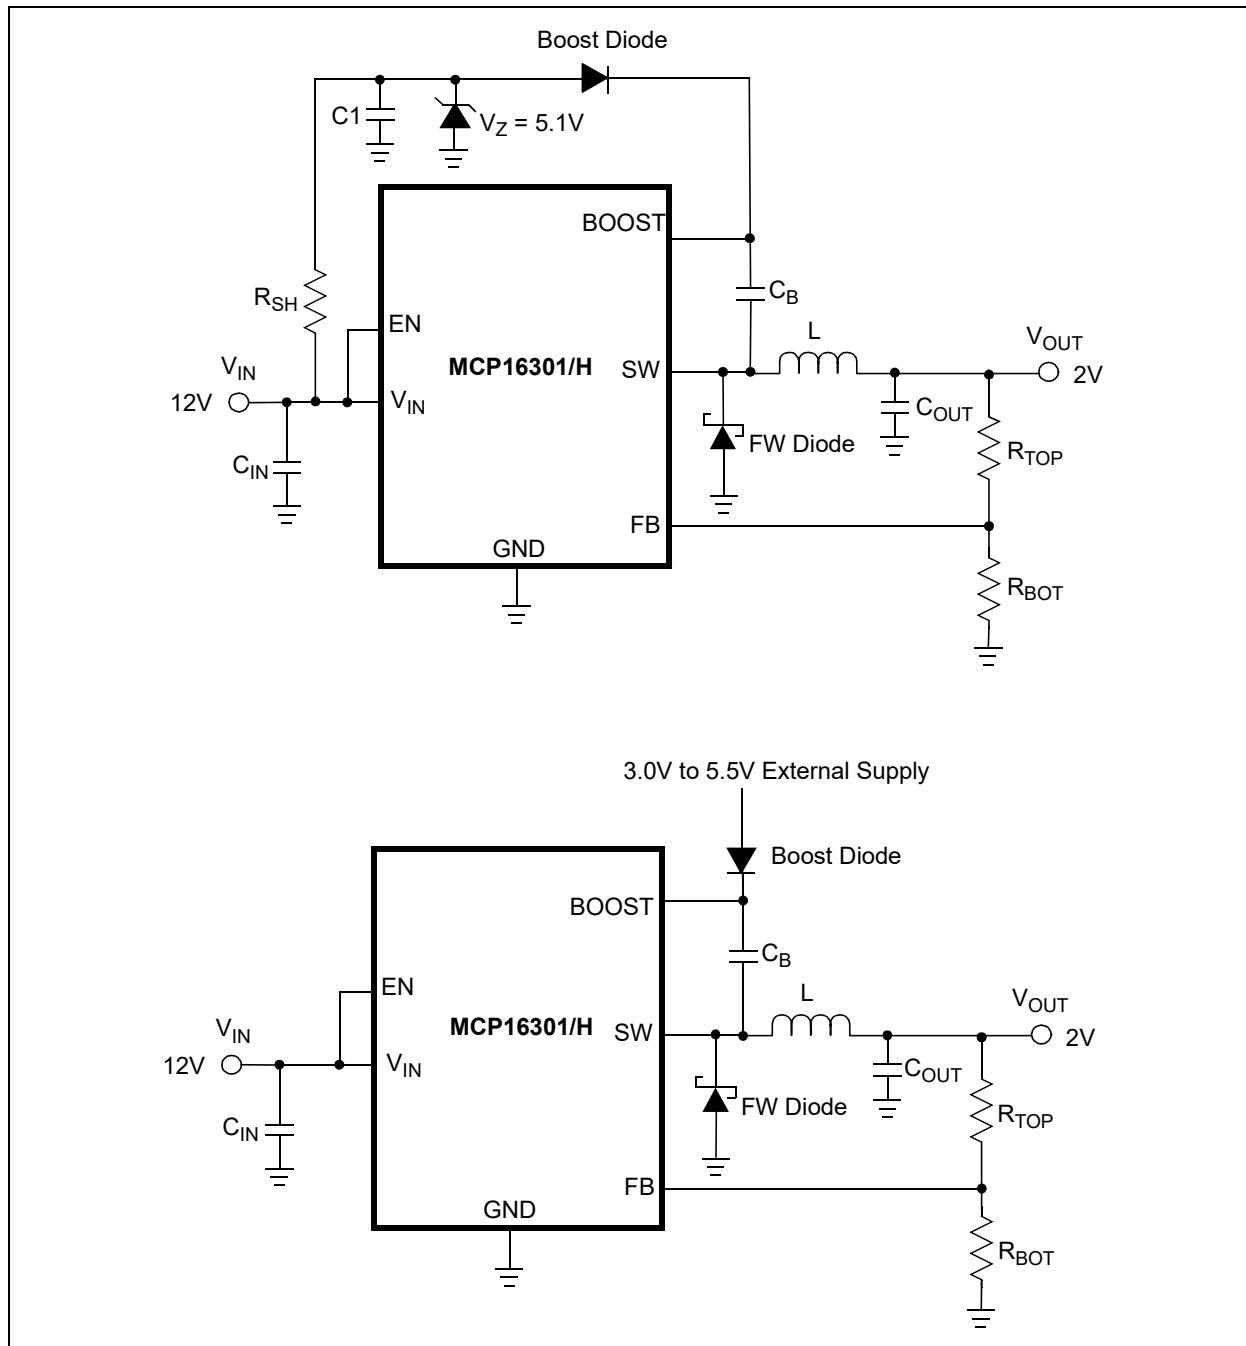 Boost Diode
C1
VZ = 5.1V
BOOST
CB
RSH
EN
L
VOUT
VIN
MCP16301/H
SW
2V
12V
VIN
COUT
FW Diode
RTOP
CIN
FB
GND
RBOT
3.0V to 5.5V External Supply
Boost Diode
BOOST
CB
EN
L
VOUT
VIN
MCP16301/H
SW
2V
12V
VIN
COUT
FW Diode
RTOP
CIN
FB
GND
RBOT